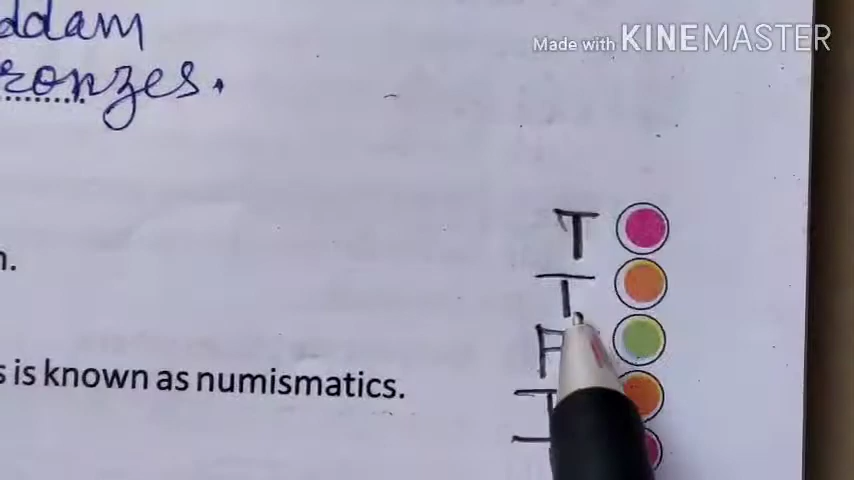 Made with KINEMASTER
ddam
ronzes.
T
n.
T
F
s is known as numismatics.
T